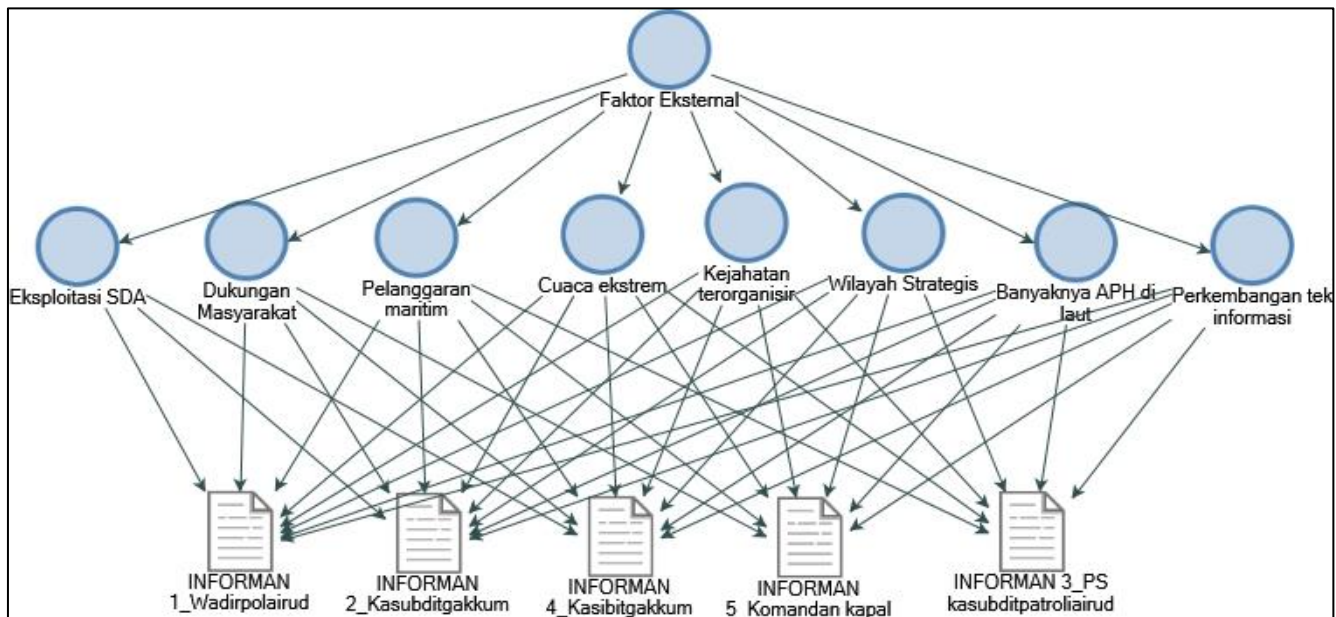 Faktor Eksternal
Eksploitasi SDA
Dukungan
Masyarakat
Pelanggaran
maritim
Cuaca ekstrem
Kejahatan
terorganisir
Wilayah Strategis
Banyaknya APH di
laut
Perkembangan tek
informasi
INFORMAN
1_Wadirpolairud
INFORMAN
2_Kasubditgakkum
INFORMAN
4_Kasibitgakkum
INFORMAN
5_Komandan kapal
INFORMAN 3_PS
kasubditpatroliairud